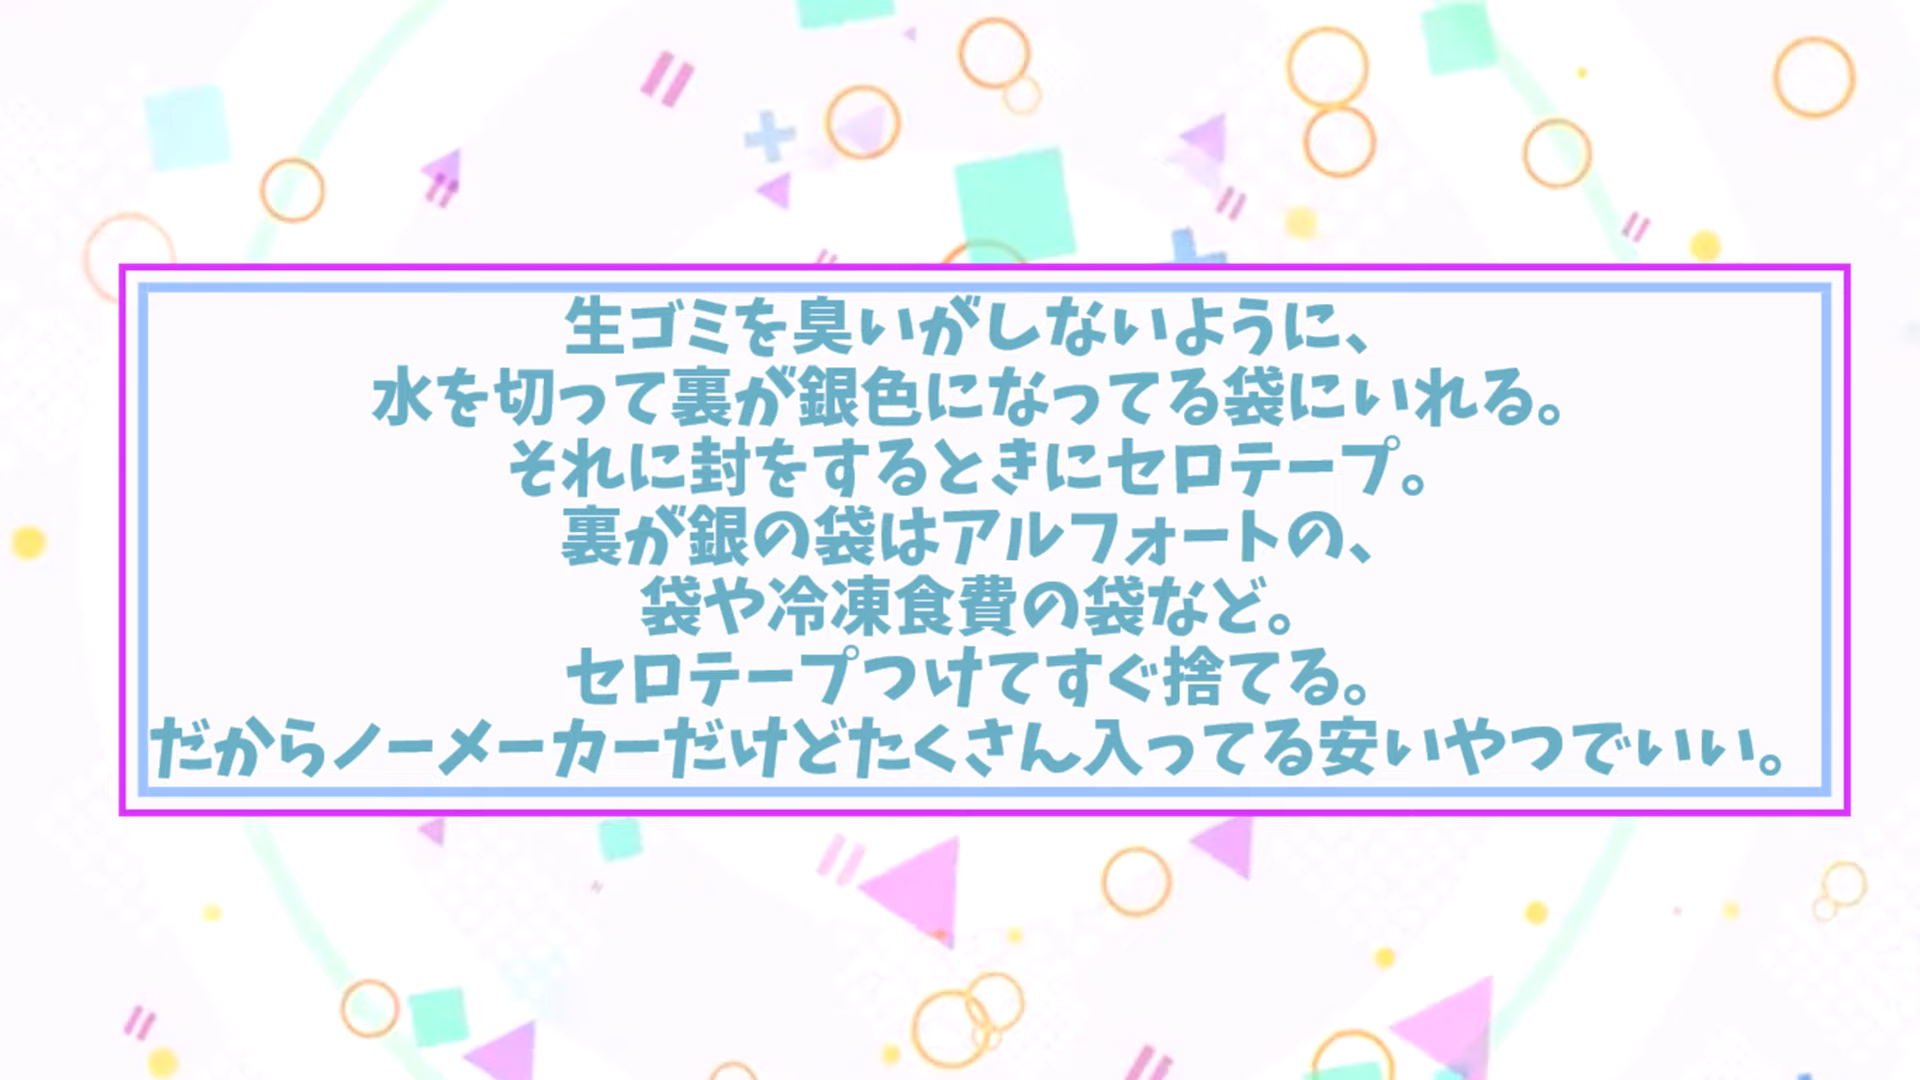 生ゴミを臭いがしないように、
水を切って裏が銀色になってる袋にいれる。
それに封をするときにセロテープ。
裏が銀の袋はアルフォートの、
袋や冷凍食費の袋など。
セロテープつけてすぐ捨てる。
だからノーメーカーだけどたくさん入ってる安いやつでいい。